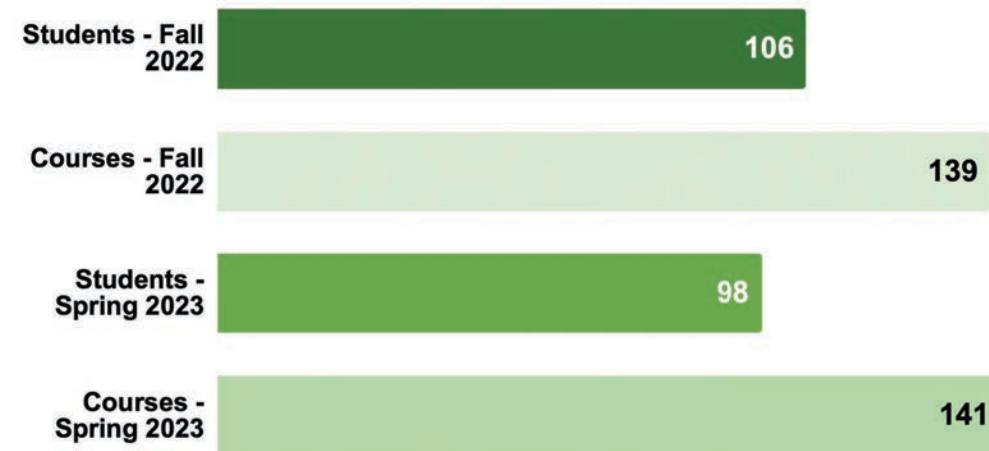 Students - Fall
2022
106
Courses - Fall
2022
139
Students -
Spring 2023
98
Courses -
Spring 2023
141